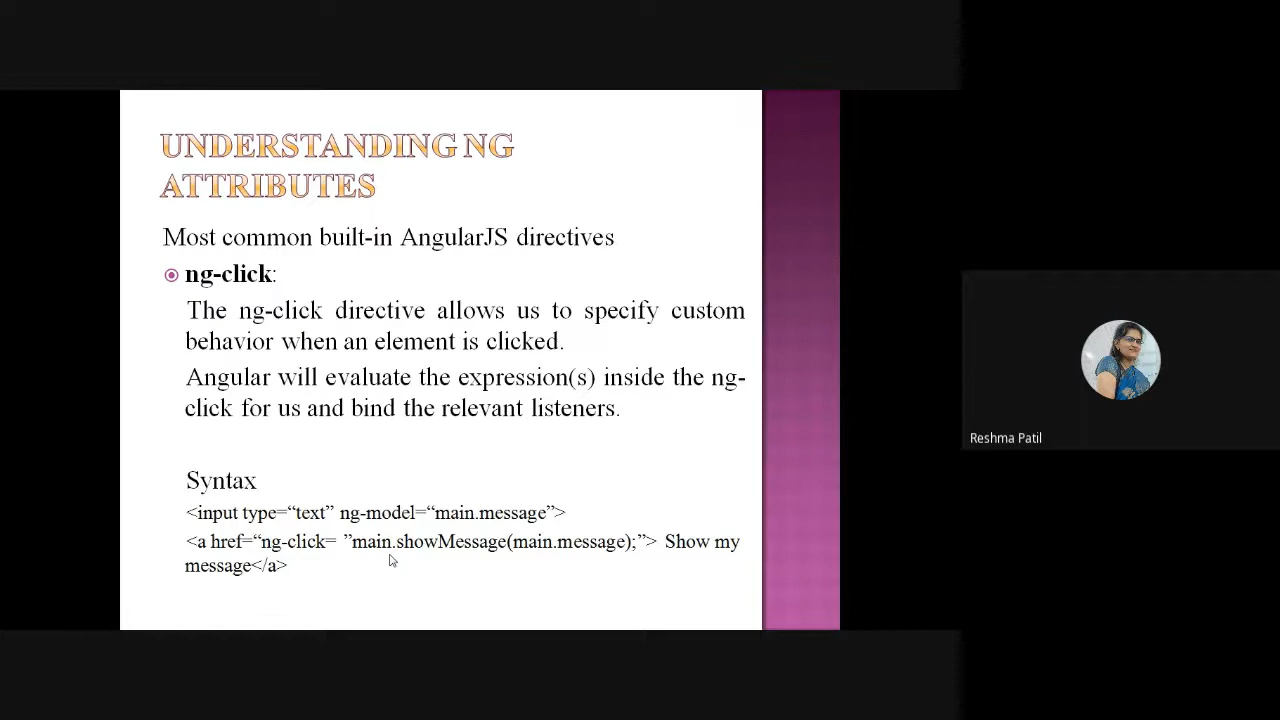 UNDERSTANDING NG
ATTRIBUTES
Most common built-in AngularJS directives
ng-click:
The ng-click directive allows us to specify custom
behavior when an element is clicked.
Angular will evaluate the expression(s) inside the ng-
click for us and bind the relevant listeners.
Syntax
<input type=“text” ng-model=“main.message”>
<a href=“ng-click= ”main.showMessage(main.message);”> Show my
message</a>
Reshma Patil